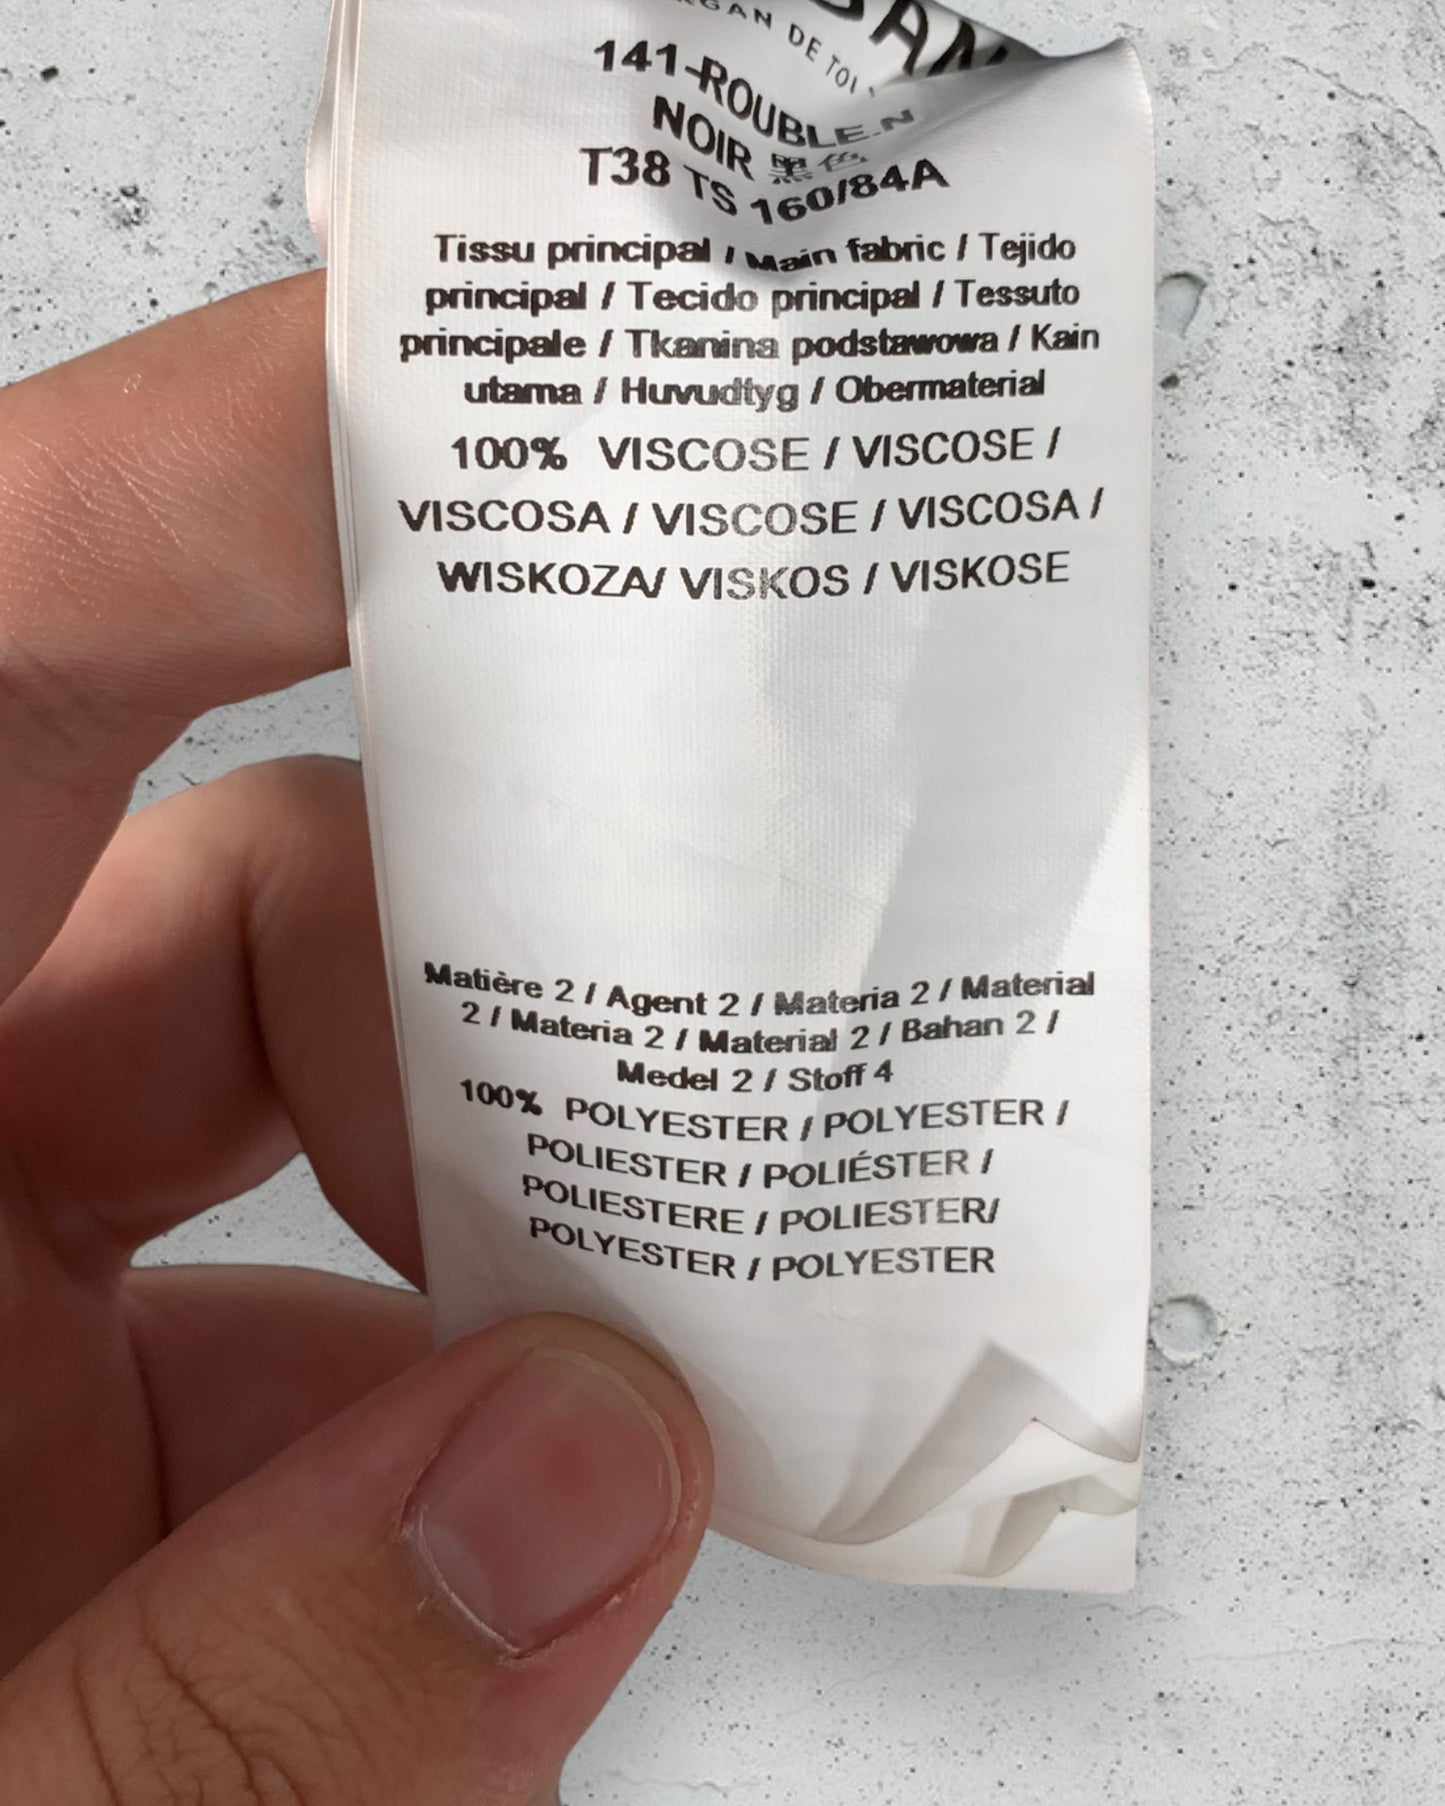 GAN DE TOI
141-ROUBLE.N
NOIR 黑色
T38 TS 160/84A
Tissu principal / Main fabric / Tejido
principal / Tecido principal / Tessuto
principale / Tkanina podstawowa / Kain
utama / Huvudtyg / Obermaterial
100% VISCOSE / VISCOSE /
VISCOSA / VISCOSE / VISCOSA /
WISKOZA/ VISKOS / VISKOSE
Matière 2 / Agent 2 / Materia 2 / Material
2 / Materia 2 / Material 2 / Bahan 2 /
Medel 2 / Stoff 4
100% POLYESTER / POLYESTER /
POLIESTER / POLIÉSTER /
POLIESTERE / POLIESTER/
POLYESTER / POLYESTER